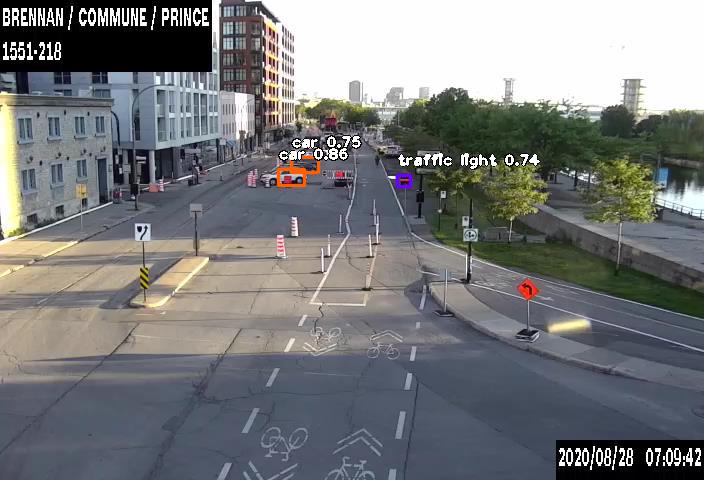 BRENNAN / COMMUNE / PRINCE
1551-218
car 0.75
car 0.86
traffic light 0.74
2020/08/28 07:09:42